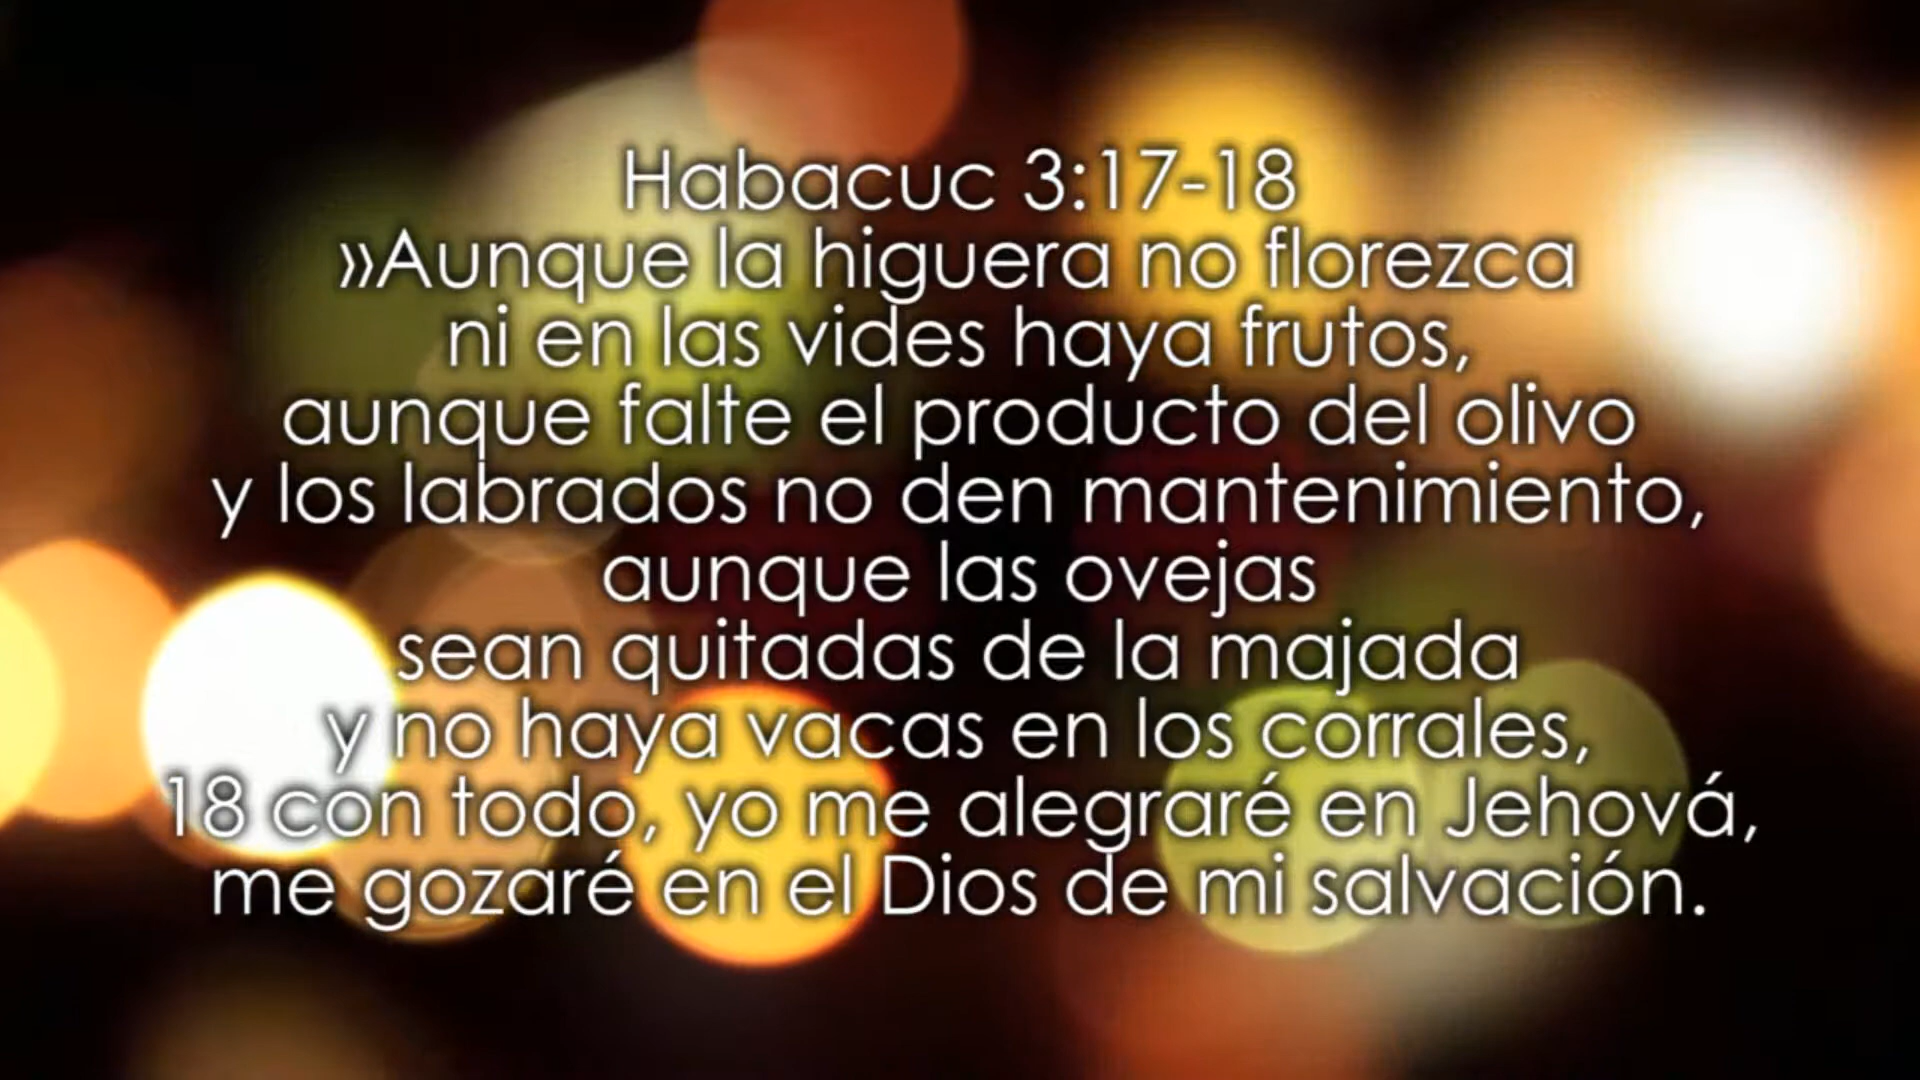 Habacuc 3:17-18
»Aunque la higuera no florezca
ni en las vides haya frutos,
aunque falte el producto del olivo
y los labrados no den mantenimiento,
aunque las ovejas
sean quitadas de la majada
y no haya vacas en los corrales,
18 con todo, yo me alegraré en Jehová,
me gozaré en el Dios de mi salvación.